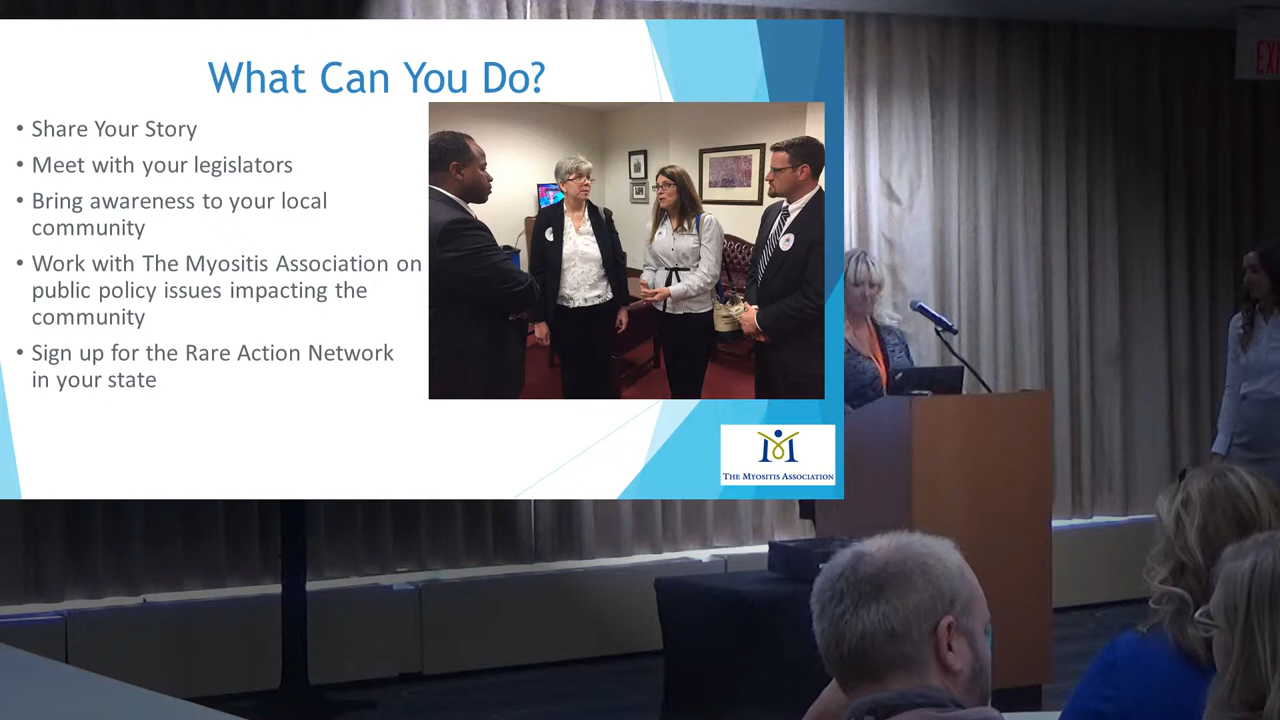 What Can You Do?
• Share Your Story
• Meet with your legislators
• Bring awareness to your local
community
• Work with The Myositis Association on
public policy issues impacting the
community
• Sign up for the Rare Action Network
in your state
THE MYOSITIS ASSOCIATION